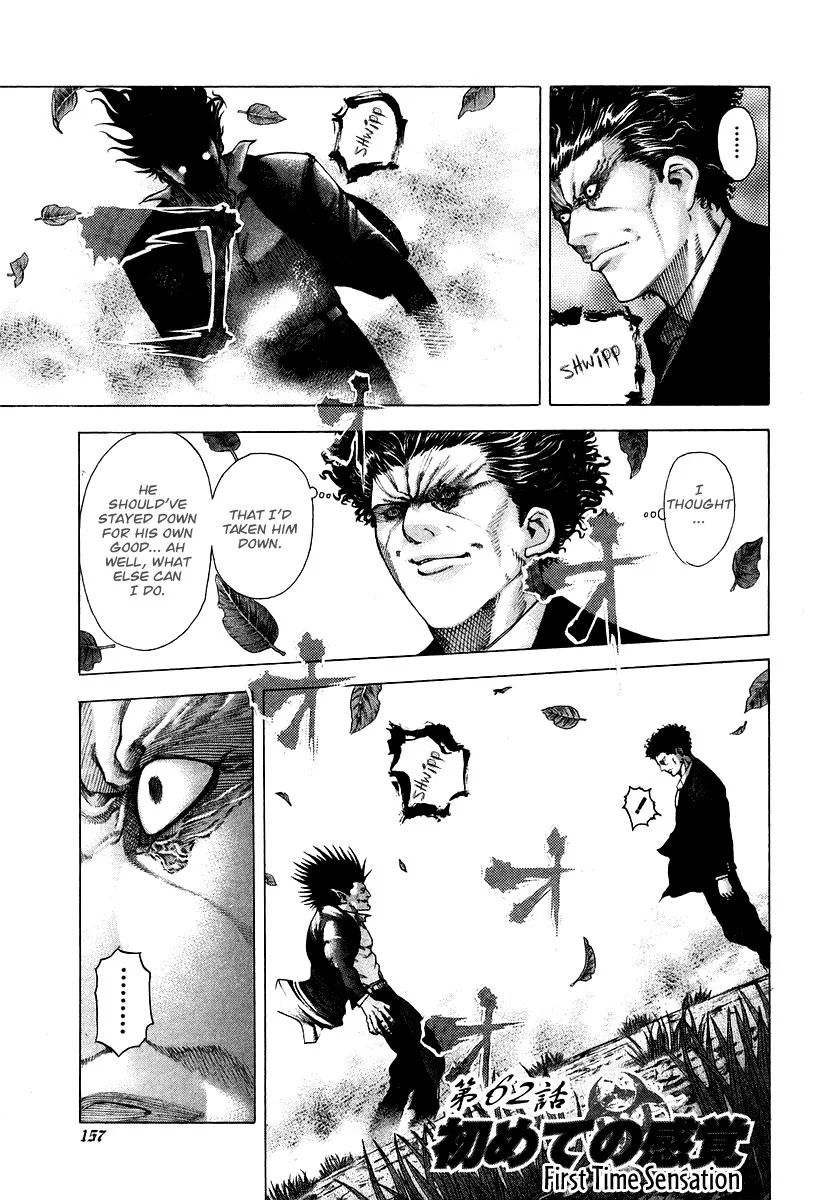 .......
SHWIPP
SHWIPP
I
THOUGHT
...
THAT I'D
TAKEN HIM
DOWN.
HE
SHOULD'VE
STAYED DOWN
FOR HIS OWN
GOOD... AH
WELL, WHAT
ELSE CAN
I DO.
オ
オ
オ
オ
オ
SHWIPP
........
第62話
初めての感覚
First Time Sensation
157